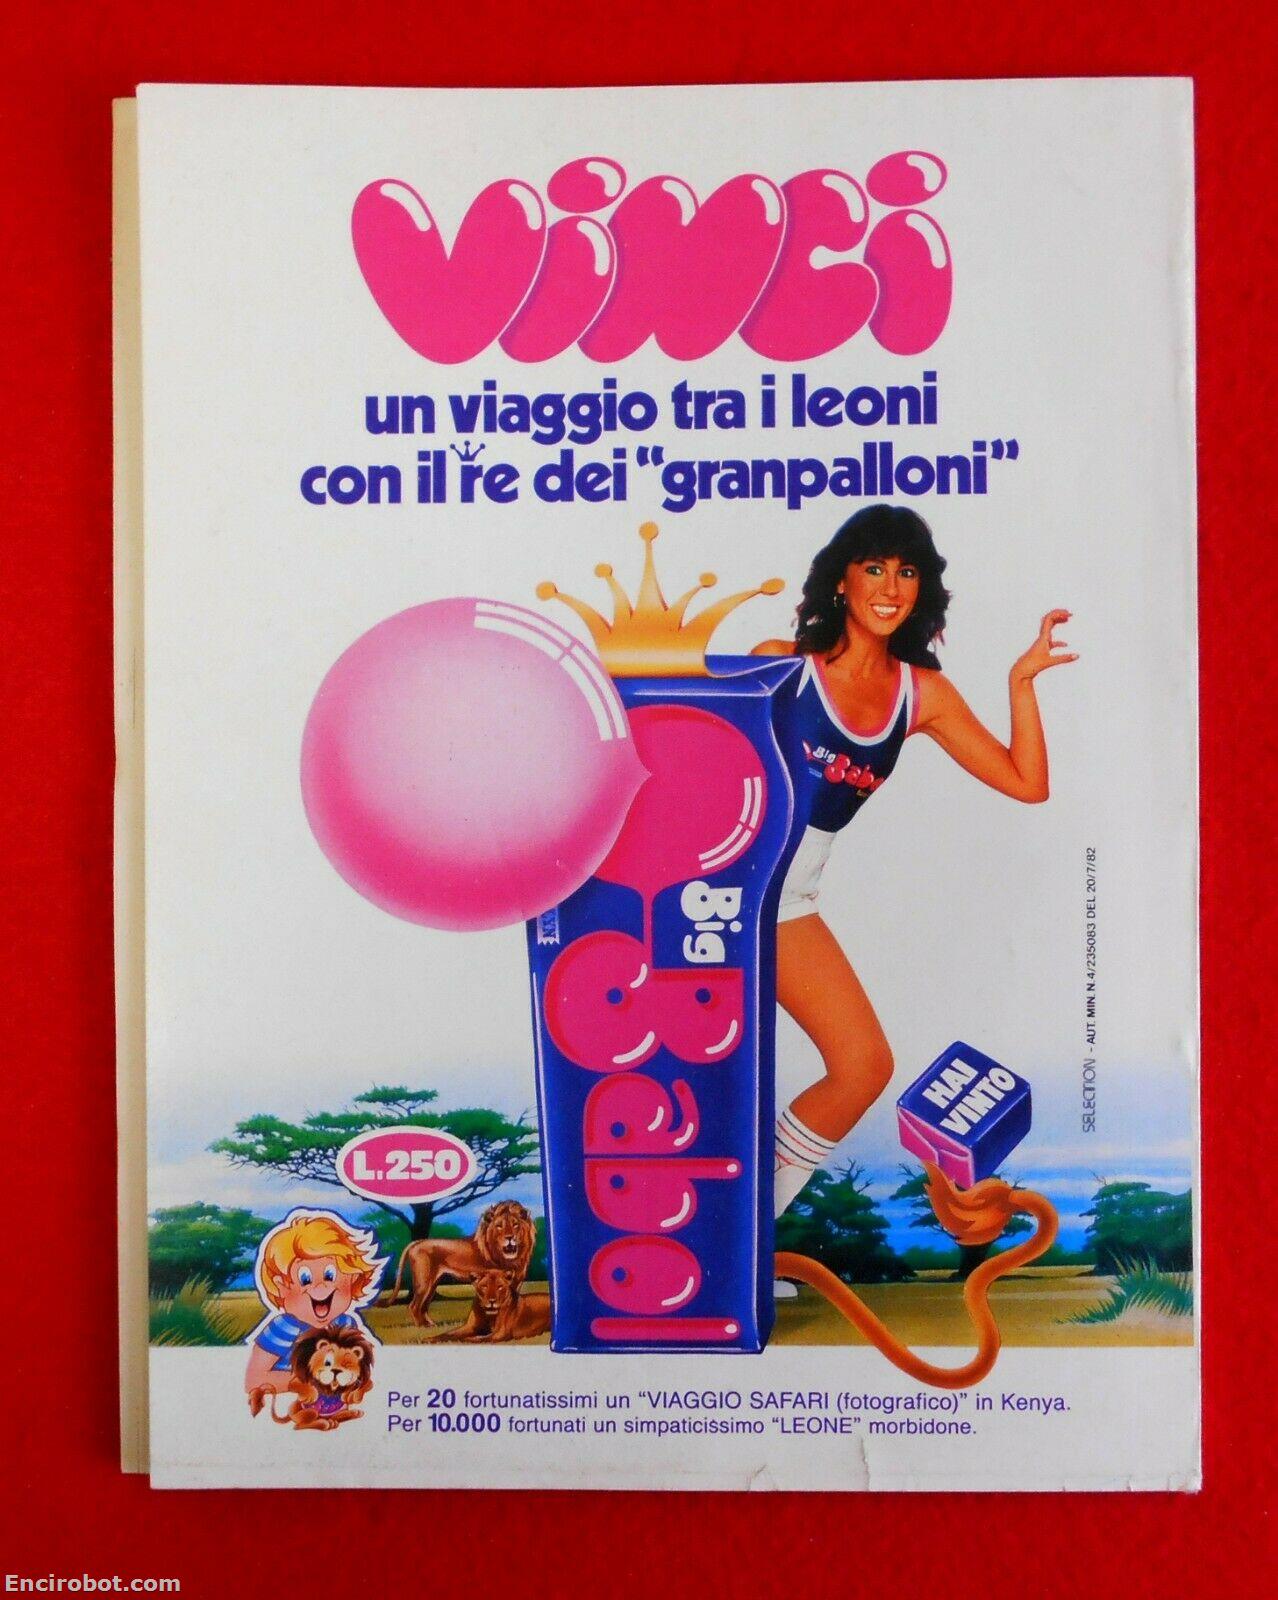 Vinci
un viaggio tra i leoni
con il re dei “granpalloni”
Big Babol
Big
Babol
L.250
HAI
VINTO
SELECTION - AUT. MIN. N.4/235083 DEL 20/7/82
Per 20 fortunatissimi un “VIAGGIO SAFARI (fotografico)” in Kenya.
Per 10.000 fortunati un simpaticissimo “LEONE” morbidone.
Encirobot.com